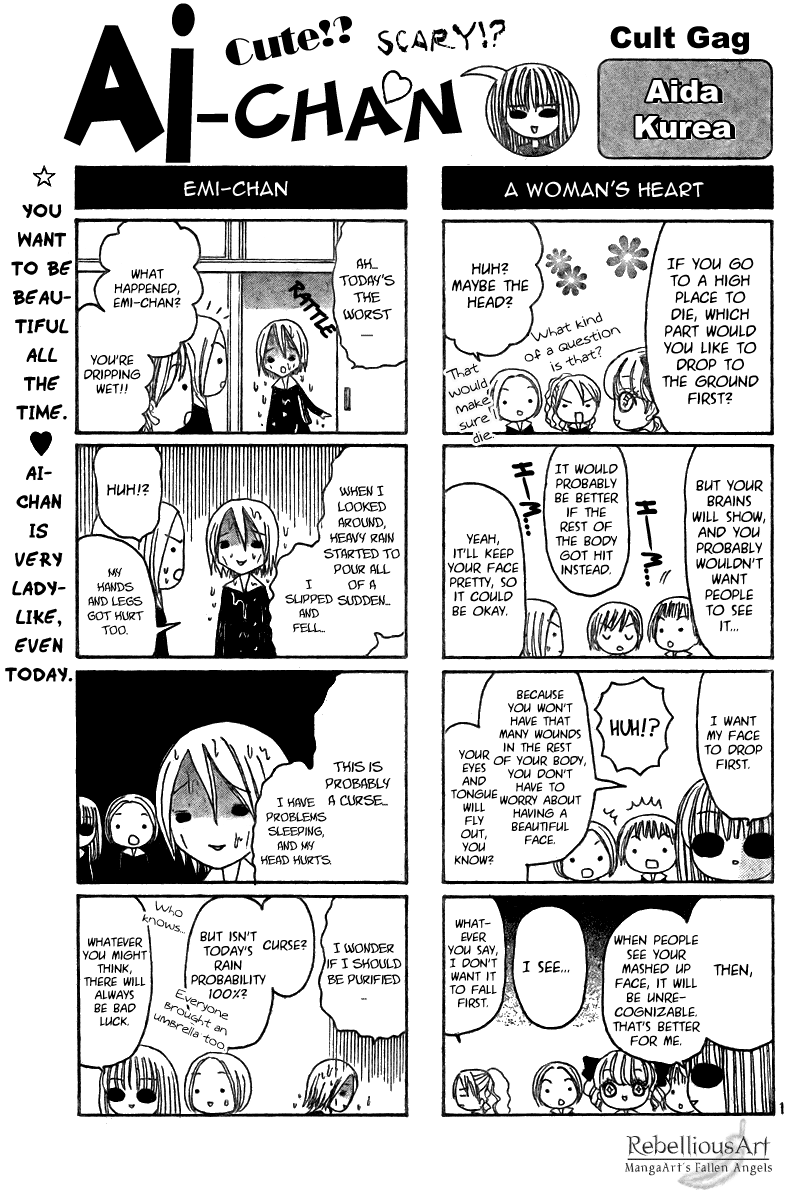 Cute!? SCARY!?
Ai-CHAN
Cult Gag
Aida
Kurea
☆
YOU
WANT
TO BE
BEAU-
TIFUL
ALL
THE
TIME.
♥
AI-
CHAN
IS
VERY
LADY-
LIKE,
EVEN
TODAY.
A WOMAN'S HEART
IF YOU GO
TO A HIGH
PLACE TO
DIE, WHICH
PART WOULD
YOU LIKE TO
DROP TO
THE GROUND
FIRST?
HUH?
MAYBE THE
HEAD?
What kind
of a question
is that?
That
would
make
sure I
die.
BUT YOUR
BRAINS
WILL SHOW,
AND YOU
PROBABLY
WOULDN'T
WANT
PEOPLE
TO SEE
IT...
H-M...
IT WOULD
PROBABLY
BE BETTER
IF THE
REST OF
THE BODY
GOT HIT
INSTEAD.
H-M...
YEAH,
IT'LL KEEP
YOUR FACE
PRETTY, SO
IT COULD
BE OKAY.
I WANT
MY FACE
TO DROP
FIRST.
HUH!?
BECAUSE
YOU WON'T
HAVE THAT
MANY WOUNDS
IN THE REST
OF YOUR BODY,
YOU DON'T
HAVE TO
WORRY ABOUT
HAVING A
BEAUTIFUL
FACE.
YOUR
EYES
AND
TONGUE
WILL
FLY
OUT,
YOU
KNOW?
THEN,
WHEN PEOPLE
SEE YOUR
MASHED UP
FACE, IT WILL
BE UNRE-
COGNIZABLE.
THAT'S BETTER
FOR ME.
I SEE...
WHAT-
EVER
YOU SAY,
I DON'T
WANT IT
TO FALL
FIRST.
EMI-CHAN
AH...
TODAY'S
THE
WORST
...
RATTLE
WHAT
HAPPENED,
EMI-CHAN?
YOU'RE
DRIPPING
WET!!
WHEN I
LOOKED
AROUND,
HEAVY RAIN
STARTED TO
POUR ALL
OF A
SUDDEN...
I
SLIPPED
AND
FELL...
HUH!?
MY
HANDS
AND LEGS
GOT HURT
TOO.
THIS IS
PROBABLY
A CURSE...
I HAVE
PROBLEMS
SLEEPING,
AND MY
HEAD HURTS.
I WONDER
IF I SHOULD
BE PURIFIED
...
CURSE?
BUT ISN'T
TODAY'S
RAIN
PROBABILITY
100%?
Who
knows...
Everyone
brought an
umbrella too.
WHATEVER
YOU MIGHT
THINK,
THERE WILL
ALWAYS
BE BAD
LUCK.
1
RebelliousArt
MangaArt's Fallen Angels